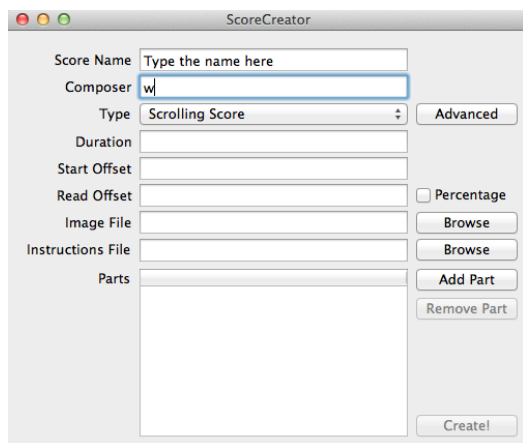 ScoreCreator
Score Name Type the name here
Composer w
Type Scrolling Score Advanced
Duration
Start Offset
Read Offset Percentage
Image File Browse
Instructions File Browse
Parts Add Part
Remove Part
Create!